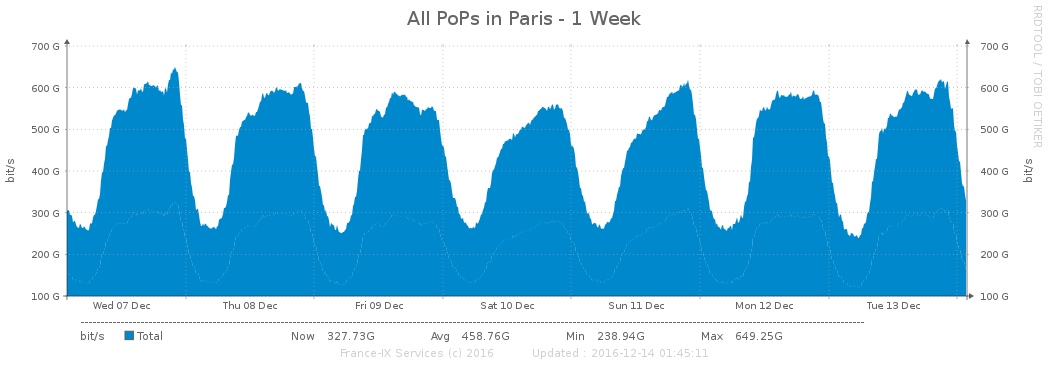 All PoPs in Paris - 1 Week
RRDTOOL / TOBI OETIKER
700 G 700 G
600 G 600 G
500 G 500 G
400 G 400 G
300 G 300 G
200 G 200 G
100 G 100 G
bit/s bit/s
Wed 07 Dec Thu 08 Dec Fri 09 Dec Sat 10 Dec Sun 11 Dec Mon 12 Dec Tue 13 Dec
bit/s Total Now 327.73G Avg 458.76G Min 238.94G Max 649.25G
France-IX Services (c) 2016 Updated : 2016-12-14 01:45:11